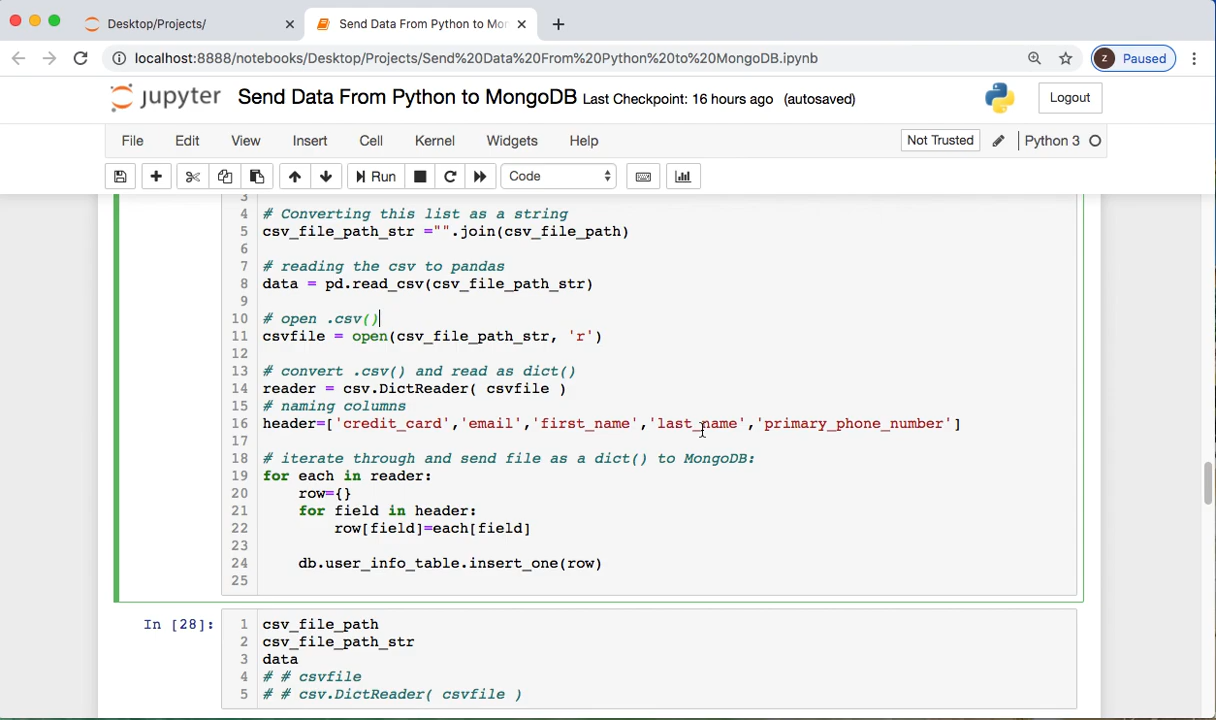 Desktop/Projects/
Send Data From Python to Mor
localhost:8888/notebooks/Desktop/Projects/Send%20Data%20From%20Python%20to%20MongoDB.ipynb
Z Paused
jupyter Send Data From Python to MongoDB Last Checkpoint: 16 hours ago (autosaved)
Logout
File Edit View Insert Cell Kernel Widgets Help Not Trusted Python 3
Run Code
3
4 # Converting this list as a string
5 csv_file_path_str ="".join(csv_file_path)
6
7 # reading the csv to pandas
8 data = pd.read_csv(csv_file_path_str)
9
10 # open .csv()
11 csvfile = open(csv_file_path_str, 'r')
12
13 # convert .csv() and read as dict()
14 reader = csv.DictReader( csvfile )
15 # naming columns
16 header=['credit_card','email','first_name','last_name','primary_phone_number']
17
18 # iterate through and send file as a dict() to MongoDB:
19 for each in reader:
20 row={}
21 for field in header:
22 row[field]=each[field]
23
24 db.user_info_table.insert_one(row)
25
In [28]: 1 csv_file_path
2 csv_file_path_str
3 data
4 # # csvfile
5 # # csv.DictReader( csvfile )